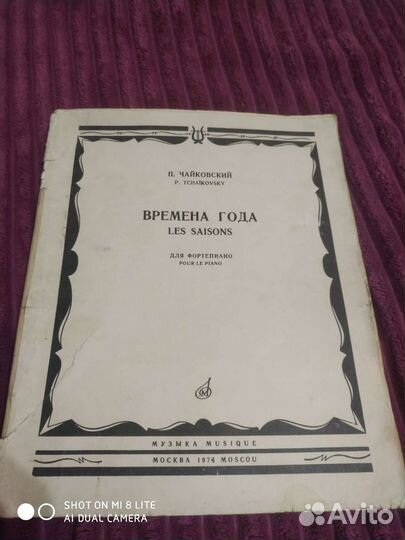 П. ЧАЙКОВСКИЙ
P. TCHAÏKOVSKY
ВРЕМЕНА ГОДА
LES SAISONS
ДЛЯ ФОРТЕПИАНО
POUR LE PIANO
МУЗЫКА MUSIQUE
МОСКВА 1974 MOSCOU
SHOT ON MI 8 LITE
AI DUAL CAMERA
Avito